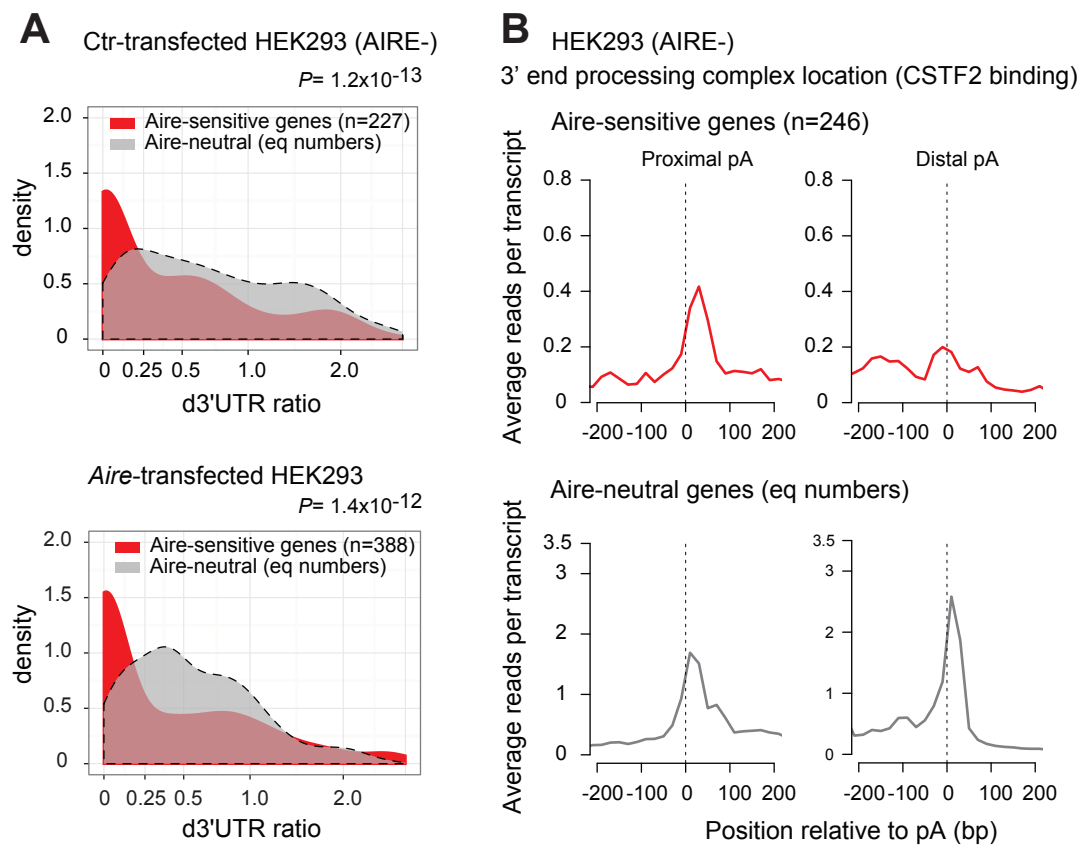 A
Ctr-transfected HEK293 (AIRE-)
P= 1.2x10-13
2.0
1.5
1.0
0.5
0
density
Aire-sensitive genes (n=227)
Aire-neutral (eq numbers)
0 0.25 0.5 1.0 2.0
d3'UTR ratio
Aire-transfected HEK293
P= 1.4x10-12
2.0
1.5
1.0
0.5
0
density
Aire-sensitive genes (n=388)
Aire-neutral (eq numbers)
0 0.25 0.5 1.0 2.0
d3'UTR ratio
B
HEK293 (AIRE-)
3' end processing complex location (CSTF2 binding)
Aire-sensitive genes (n=246)
Proximal pA
Distal pA
Average reads per transcript
0.8
0.6
0.4
0.2
0
-200 -100 0 100 200
0.8
0.6
0.4
0.2
0
-200 -100 0 100 200
Aire-neutral genes (eq numbers)
Average reads per transcript
3.5
3
2
1
0
-200 -100 0 100 200
3.5
3
2
1
0
-200 -100 0 100 200
Position relative to pA (bp)